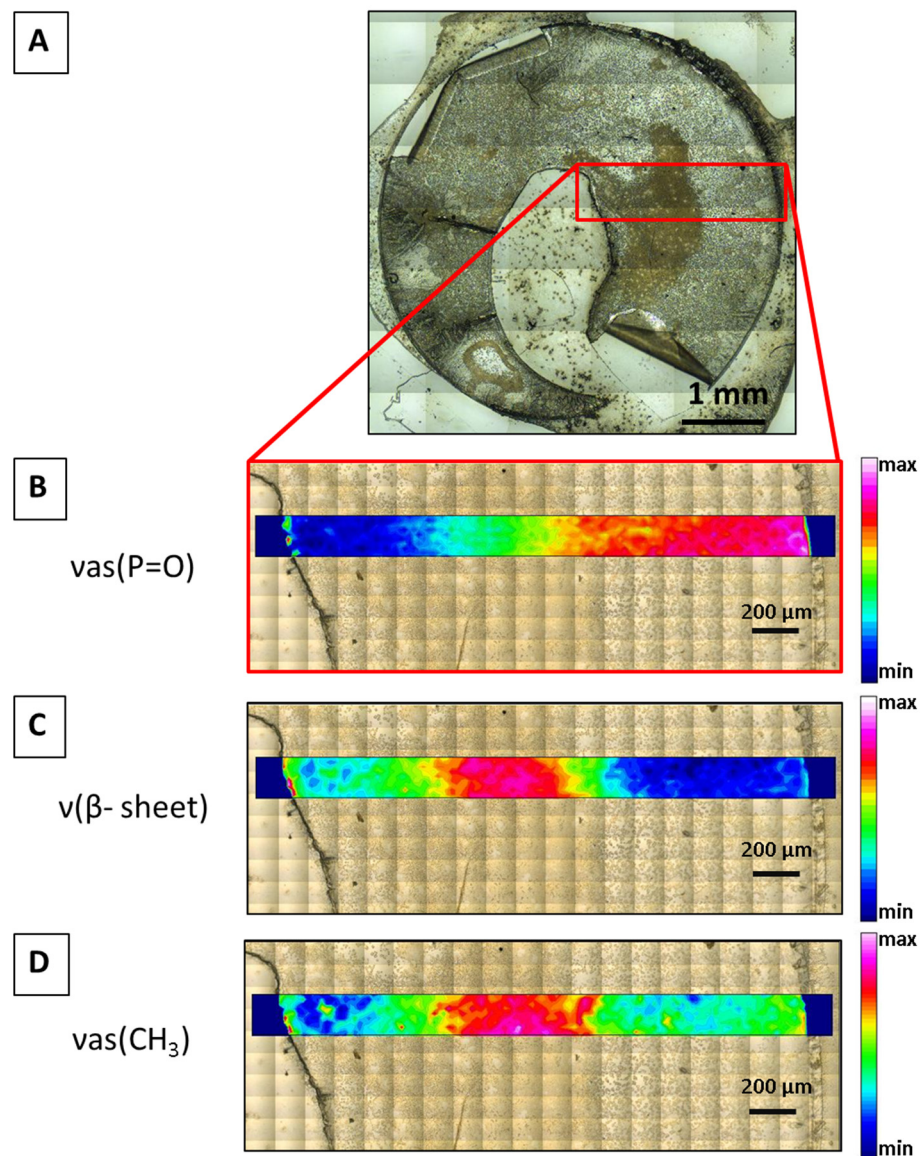 A
1 mm
B
max
νas(P=O)
200 µm
min
C
max
ν(β- sheet)
200 µm
min
D
max
νas(CH₃)
200 µm
min